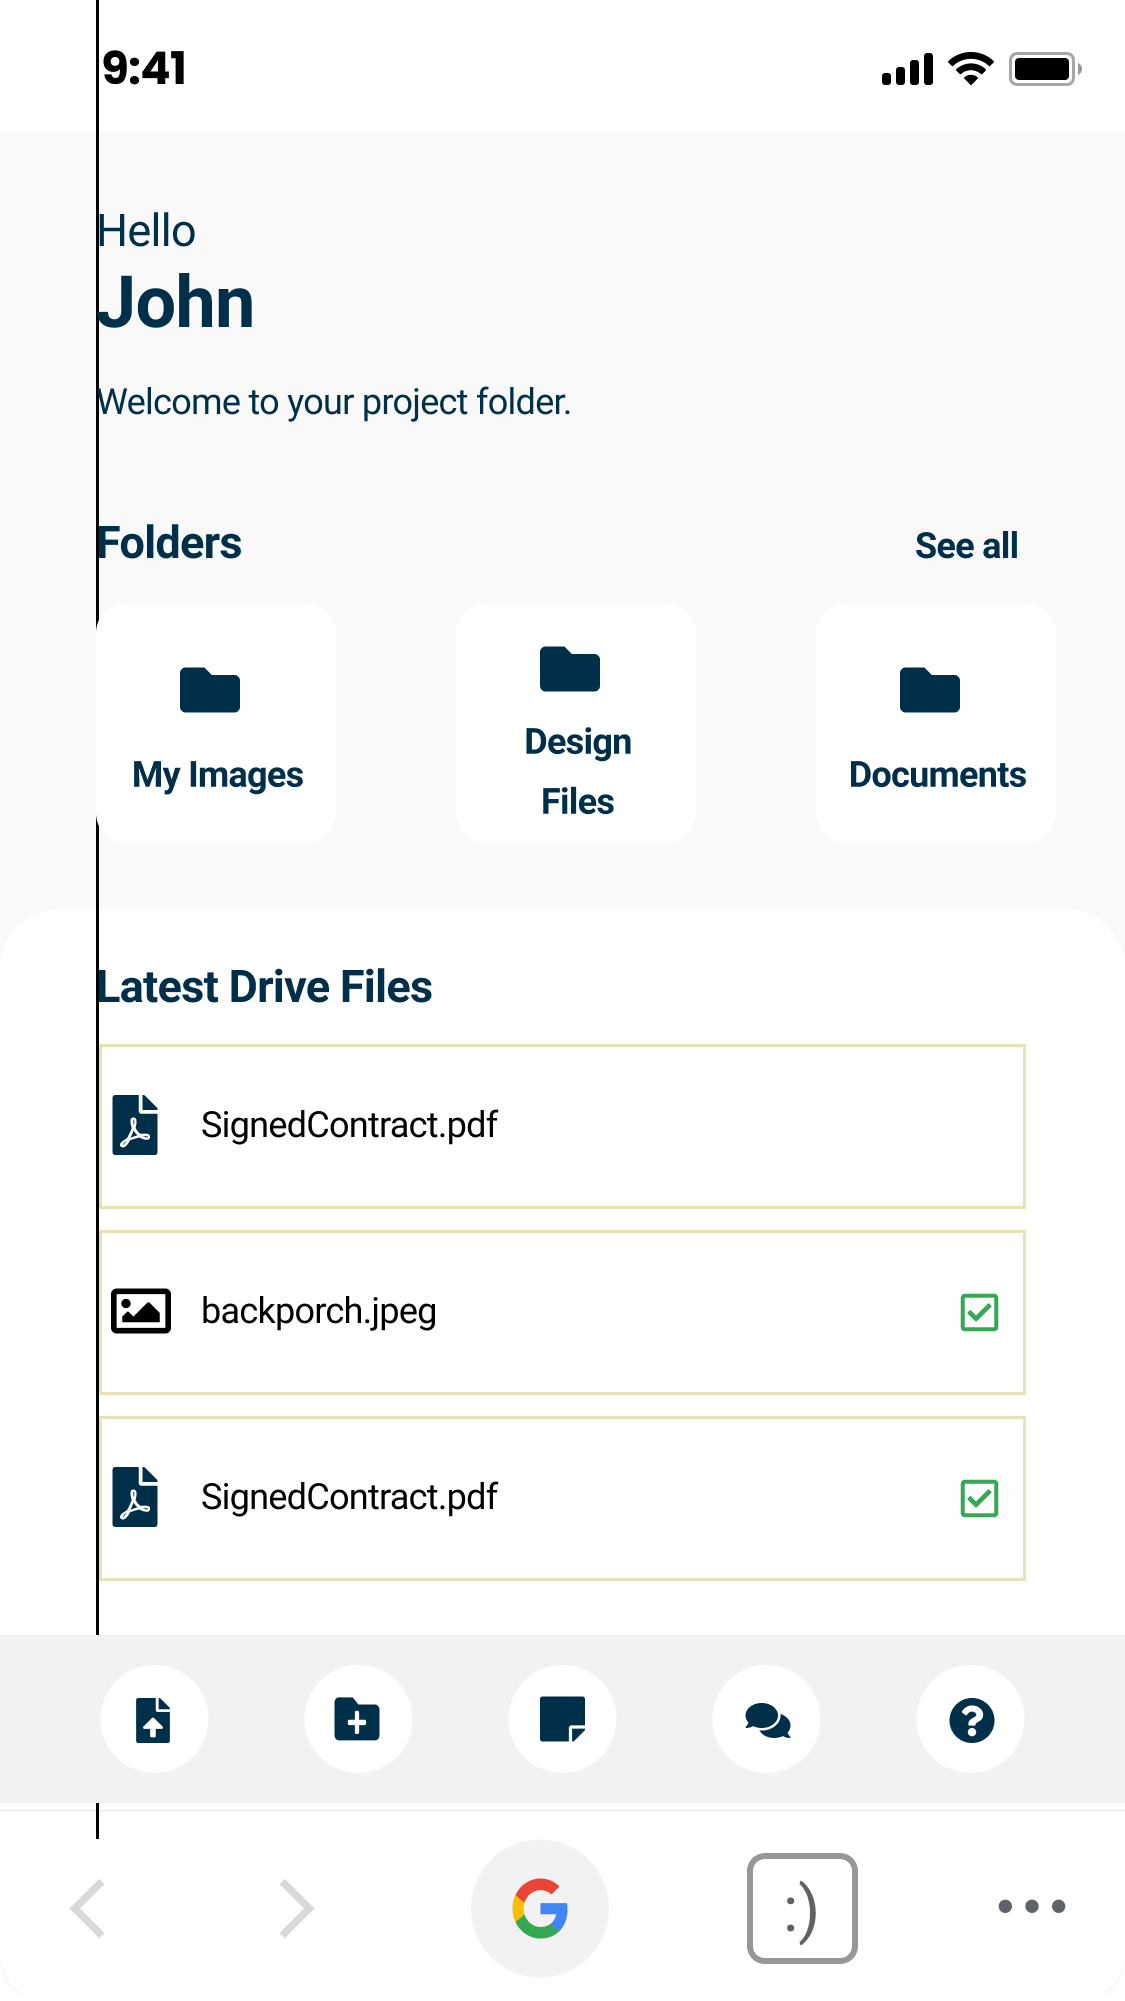 9:41
Hello
John
Welcome to your project folder.
Folders
See all
My Images
Design
Files
Documents
Latest Drive Files
SignedContract.pdf
backporch.jpeg
SignedContract.pdf
:)